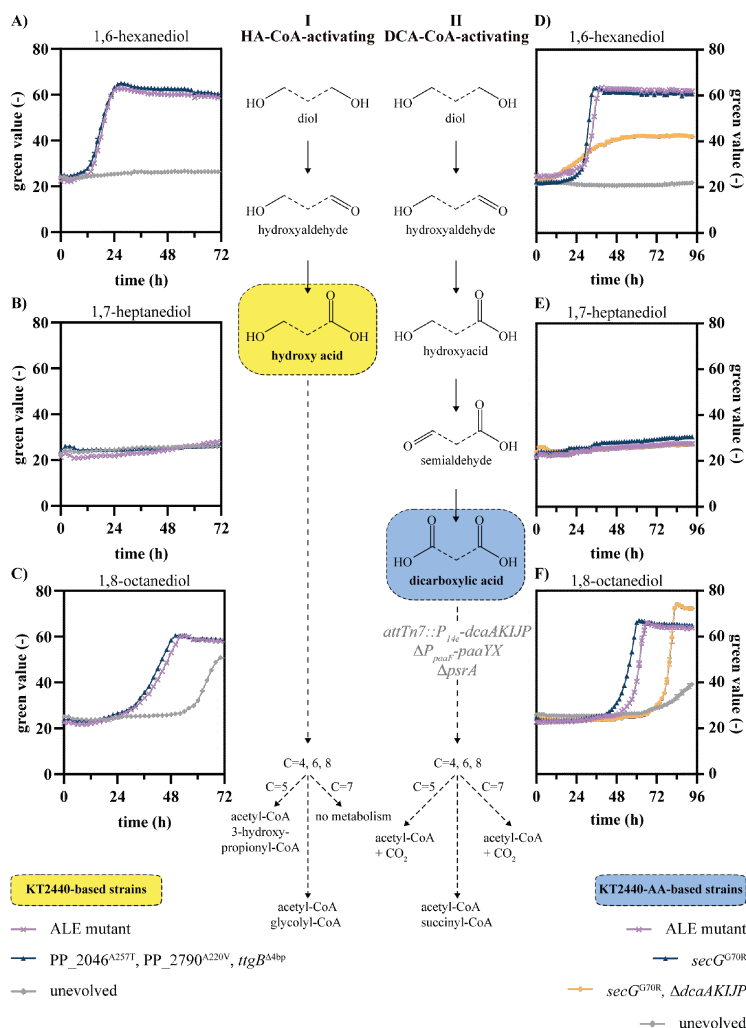 I
HA-CoA-activating
II
DCA-CoA-activating
A)
1,6-hexanediol
80
60
40
20
0
green value (-)
0 24 48 72
time (h)
B)
1,7-heptanediol
80
60
40
20
0
green value (-)
0 24 48 72
time (h)
C)
1,8-octanediol
80
60
40
20
0
green value (-)
0 24 48 72
time (h)
HO OH
diol
HO O
hydroxyaldehyde
O
HO OH
hydroxy acid
C=4, 6, 8
C=5 C=7
acetyl-CoA
3-hydroxy-
propionyl-CoA
no metabolism
acetyl-CoA
glycolyl-CoA
HO OH
diol
HO O
hydroxyaldehyde
O
HO OH
hydroxyacid
O
O OH
semialdehyde
O O
HO OH
dicarboxylic acid
attTn7::P14e-dcaAKIJP
ΔPpaaF-paaYX
ΔpsrA
C=4, 6, 8
C=5 C=7
acetyl-CoA
+ CO2
acetyl-CoA
+ CO2
acetyl-CoA
succinyl-CoA
D)
1,6-hexanediol
80
60
40
20
0
green value (-)
0 24 48 72 96
time (h)
E)
1,7-heptanediol
80
60
40
20
0
green value (-)
0 24 48 72 96
time (h)
F)
1,8-octanediol
80
60
40
20
0
green value (-)
0 24 48 72 96
time (h)
KT2440-based strains
ALE mutant
PP_2046A257T, PP_2790A220V, ttgBΔ4bp
unevolved
KT2440-AA-based strains
ALE mutant
secGG70R
secGG70R, ΔdcaAKIJP
unevolved